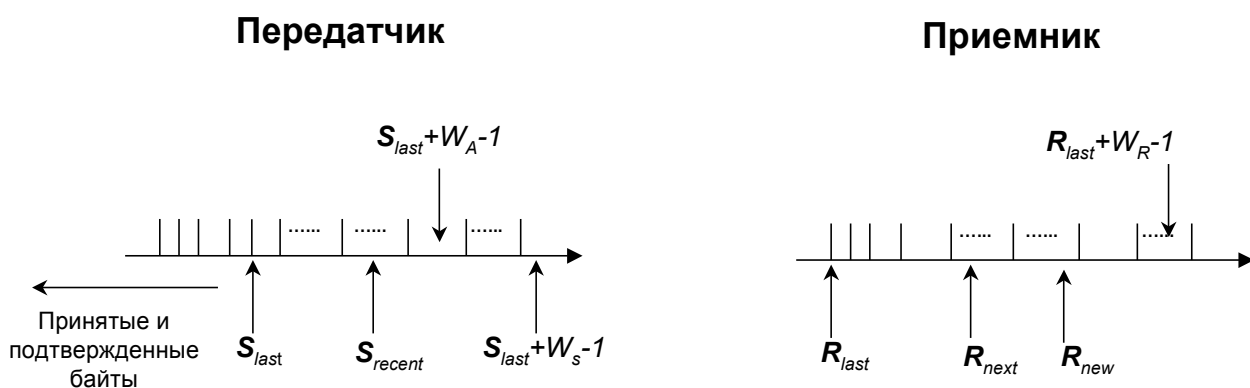 Передатчик
Приемник
S_last+W_A-1
R_last+W_R-1
......
......
......
......
......
......
Принятые и
подтвержденные
байты
S_last
S_recent
S_last+W_s-1
R_last
R_next
R_new